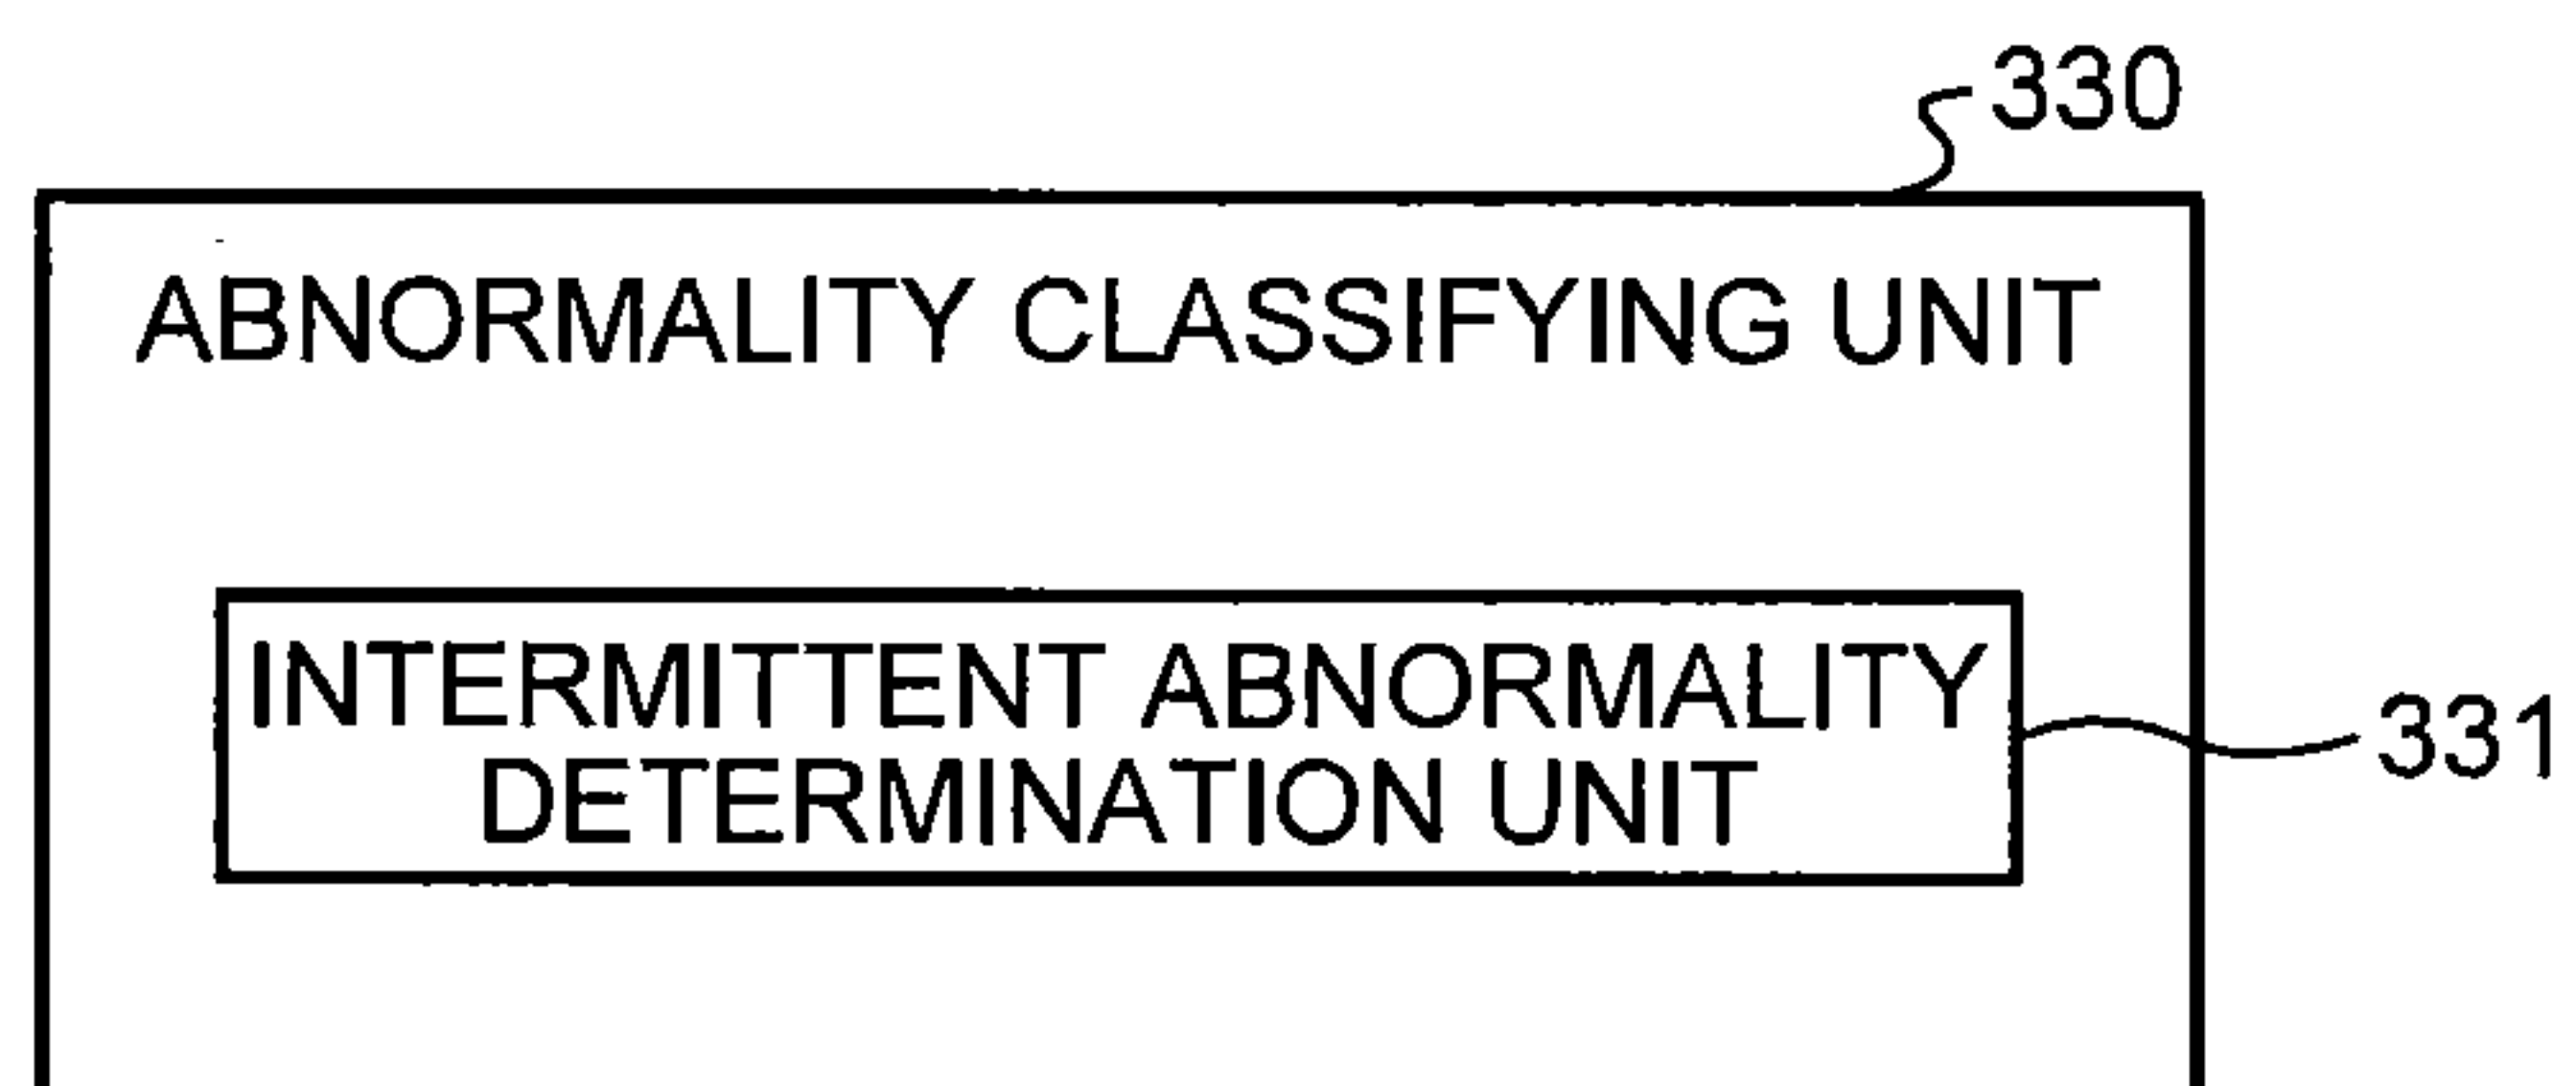 330
ABNORMALITY CLASSIFYING UNIT
INTERMITTENT ABNORMALITY
DETERMINATION UNIT
331